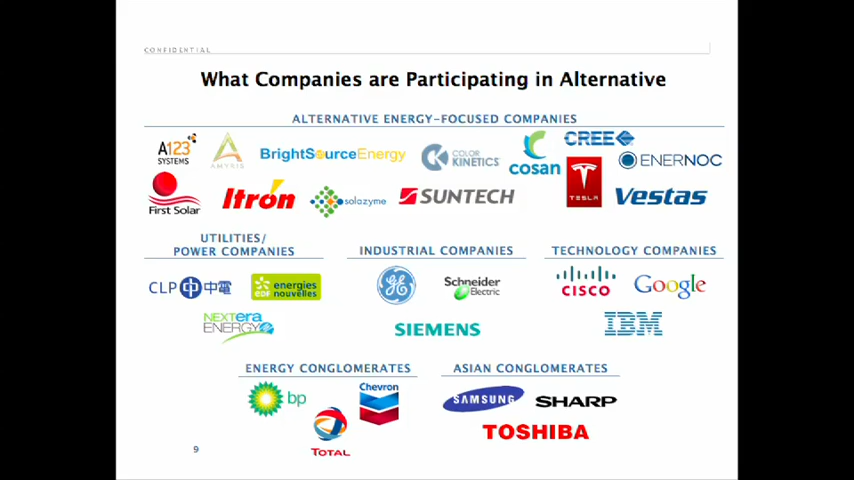 CONFIDENTIAL
What Companies are Participating in Alternative
ALTERNATIVE ENERGY-FOCUSED COMPANIES
A123 SYSTEMS
AMYRIS
BrightSource Energy
COLOR KINETICS
cosan
CREE
ENERNOC
First Solar
Itron
solazyme
SUNTECH
TESLA
Vestas
UTILITIES/
POWER COMPANIES
INDUSTRIAL COMPANIES
TECHNOLOGY COMPANIES
CLP 中電
edf energies nouvelles
NEXTera ENERGY
GE
Schneider Electric
SIEMENS
CISCO
Google
IBM
ENERGY CONGLOMERATES
ASIAN CONGLOMERATES
bp
Chevron
TOTAL
SAMSUNG
SHARP
TOSHIBA
9